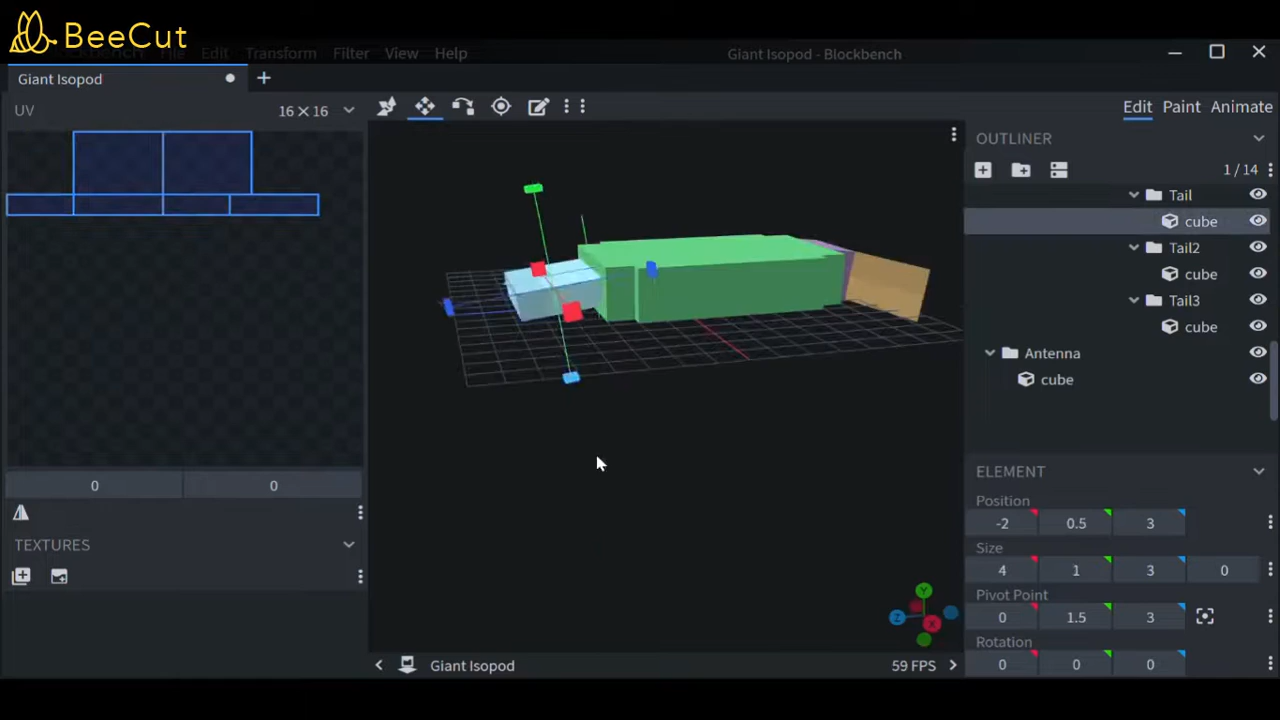 BeeCut
File Edit Transform Filter View Help
Giant Isopod - Blockbench
Giant Isopod
UV
16×16
Edit Paint Animate
OUTLINER
1 / 14
Tail
cube
Tail2
cube
Tail3
cube
Antenna
cube
0 0
TEXTURES
ELEMENT
Position
-2 0.5 3
Size
4 1 3 0
Pivot Point
0 1.5 3
Rotation
0 0 0
Y
Z
X
Giant Isopod
59 FPS